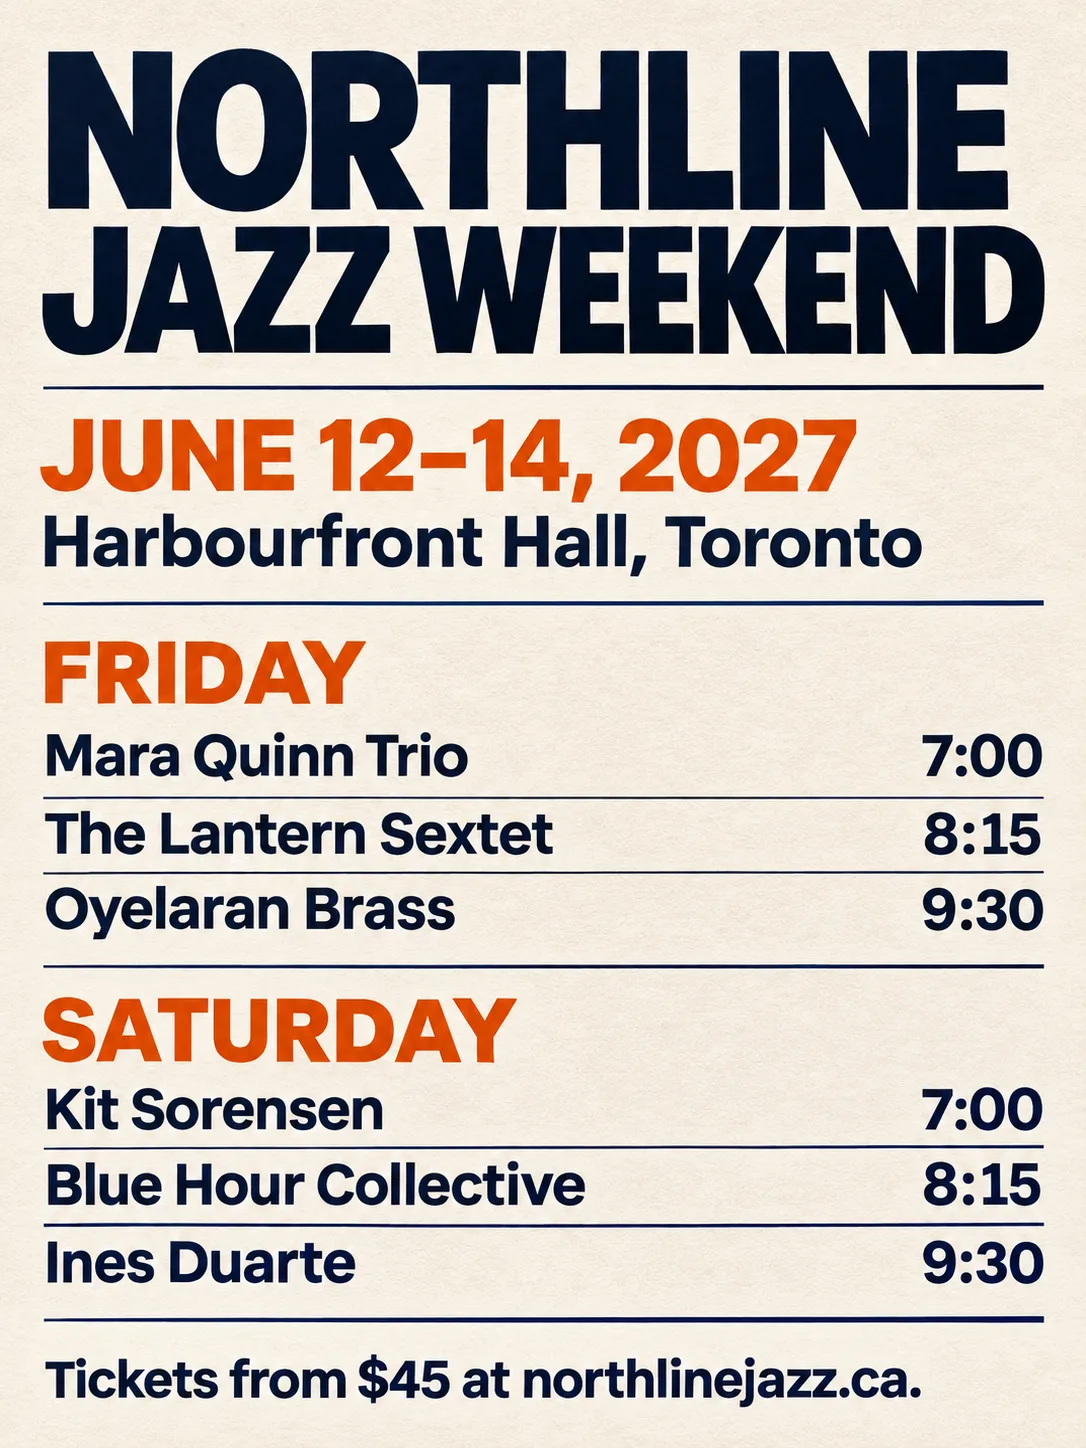 NORTHLINE
JAZZ WEEKEND
JUNE 12–14, 2027
Harbourfront Hall, Toronto
FRIDAY
Mara Quinn Trio 7:00
The Lantern Sextet 8:15
Oyelaran Brass 9:30
SATURDAY
Kit Sorensen 7:00
Blue Hour Collective 8:15
Ines Duarte 9:30
Tickets from $45 at northlinejazz.ca.